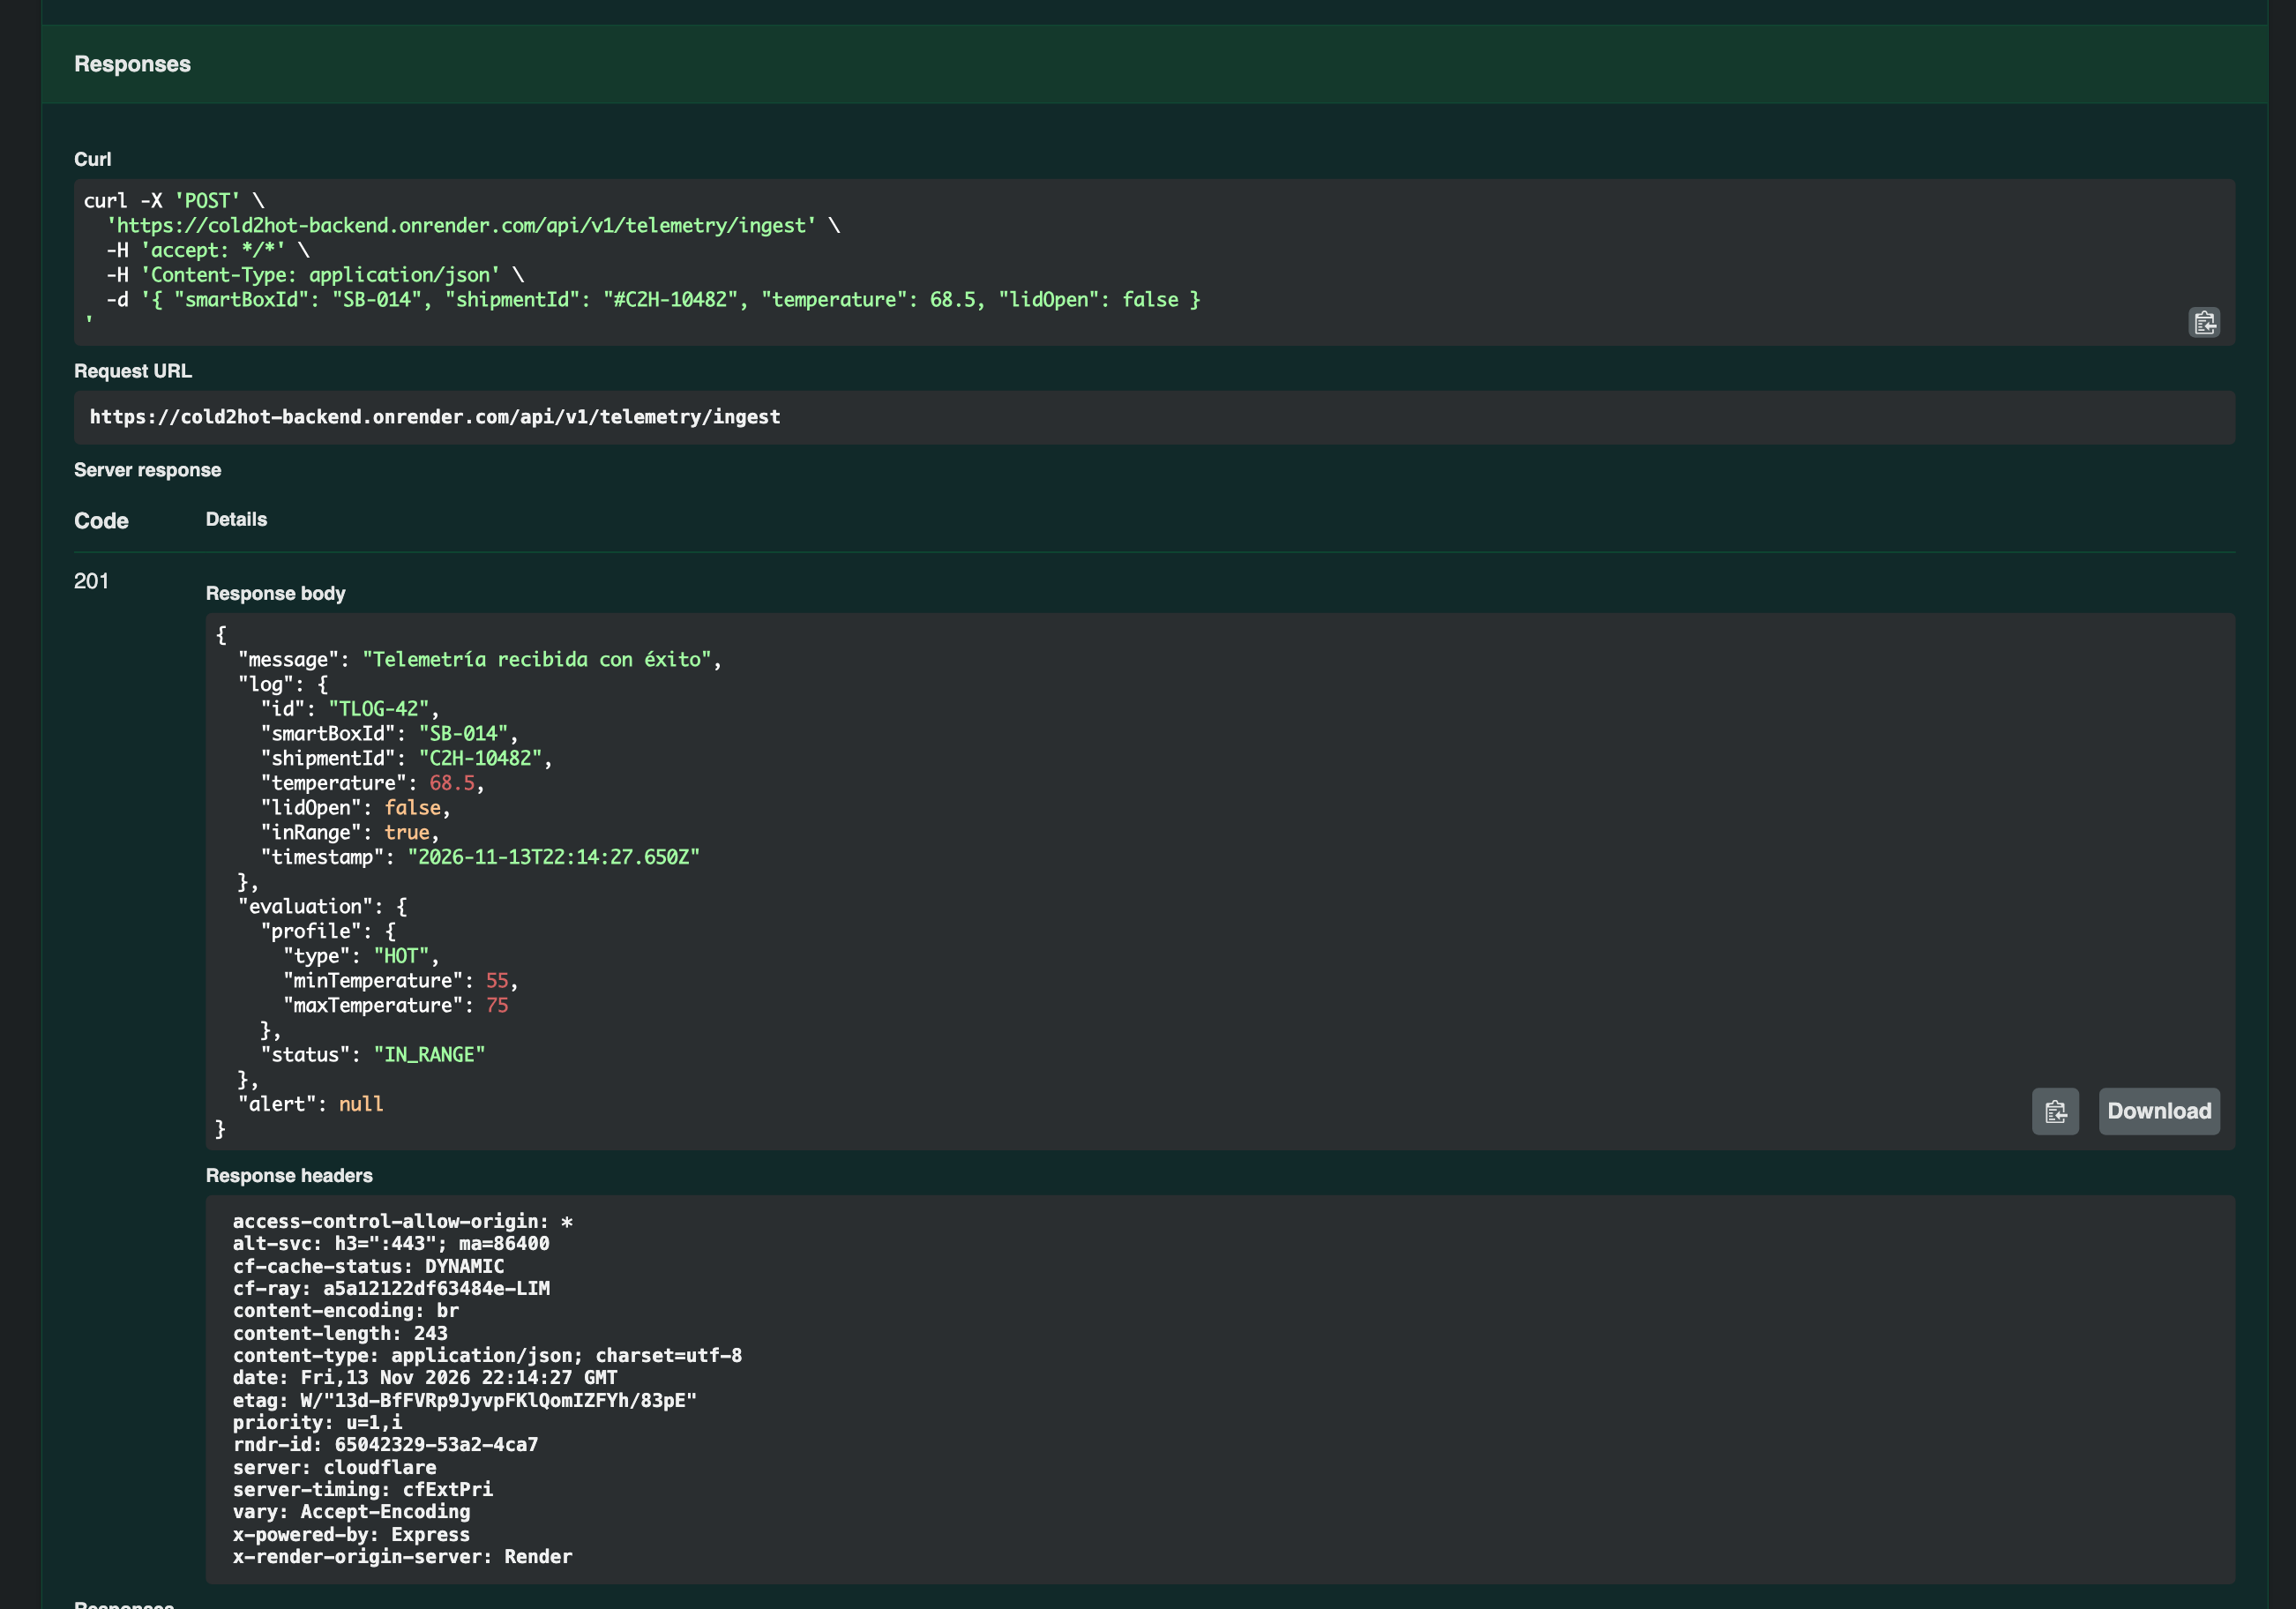 Responses
Curl
curl -X 'POST' \
  'https://cold2hot-backend.onrender.com/api/v1/telemetry/ingest' \
  -H 'accept: */*' \
  -H 'Content-Type: application/json' \
  -d '{ "smartBoxId": "SB-014", "shipmentId": "#C2H-10482", "temperature": 68.5, "lidOpen": false }
'
Request URL
https://cold2hot-backend.onrender.com/api/v1/telemetry/ingest
Server response
Code Details
201
Response body
{
  "message": "Telemetría recibida con éxito",
  "log": {
    "id": "TLOG-42",
    "smartBoxId": "SB-014",
    "shipmentId": "C2H-10482",
    "temperature": 68.5,
    "lidOpen": false,
    "inRange": true,
    "timestamp": "2026-11-13T22:14:27.650Z"
  },
  "evaluation": {
    "profile": {
      "type": "HOT",
      "minTemperature": 55,
      "maxTemperature": 75
    },
    "status": "IN_RANGE"
  },
  "alert": null
}
Download
Response headers
access-control-allow-origin: *
alt-svc: h3=":443"; ma=86400
cf-cache-status: DYNAMIC
cf-ray: a5a12122df63484e-LIM
content-encoding: br
content-length: 243
content-type: application/json; charset=utf-8
date: Fri,13 Nov 2026 22:14:27 GMT
etag: W/"13d-BfFVRp9JyvpFKlQomIZFYh/83pE"
priority: u=1,i
rndr-id: 65042329-53a2-4ca7
server: cloudflare
server-timing: cfExtPri
vary: Accept-Encoding
x-powered-by: Express
x-render-origin-server: Render
Responses